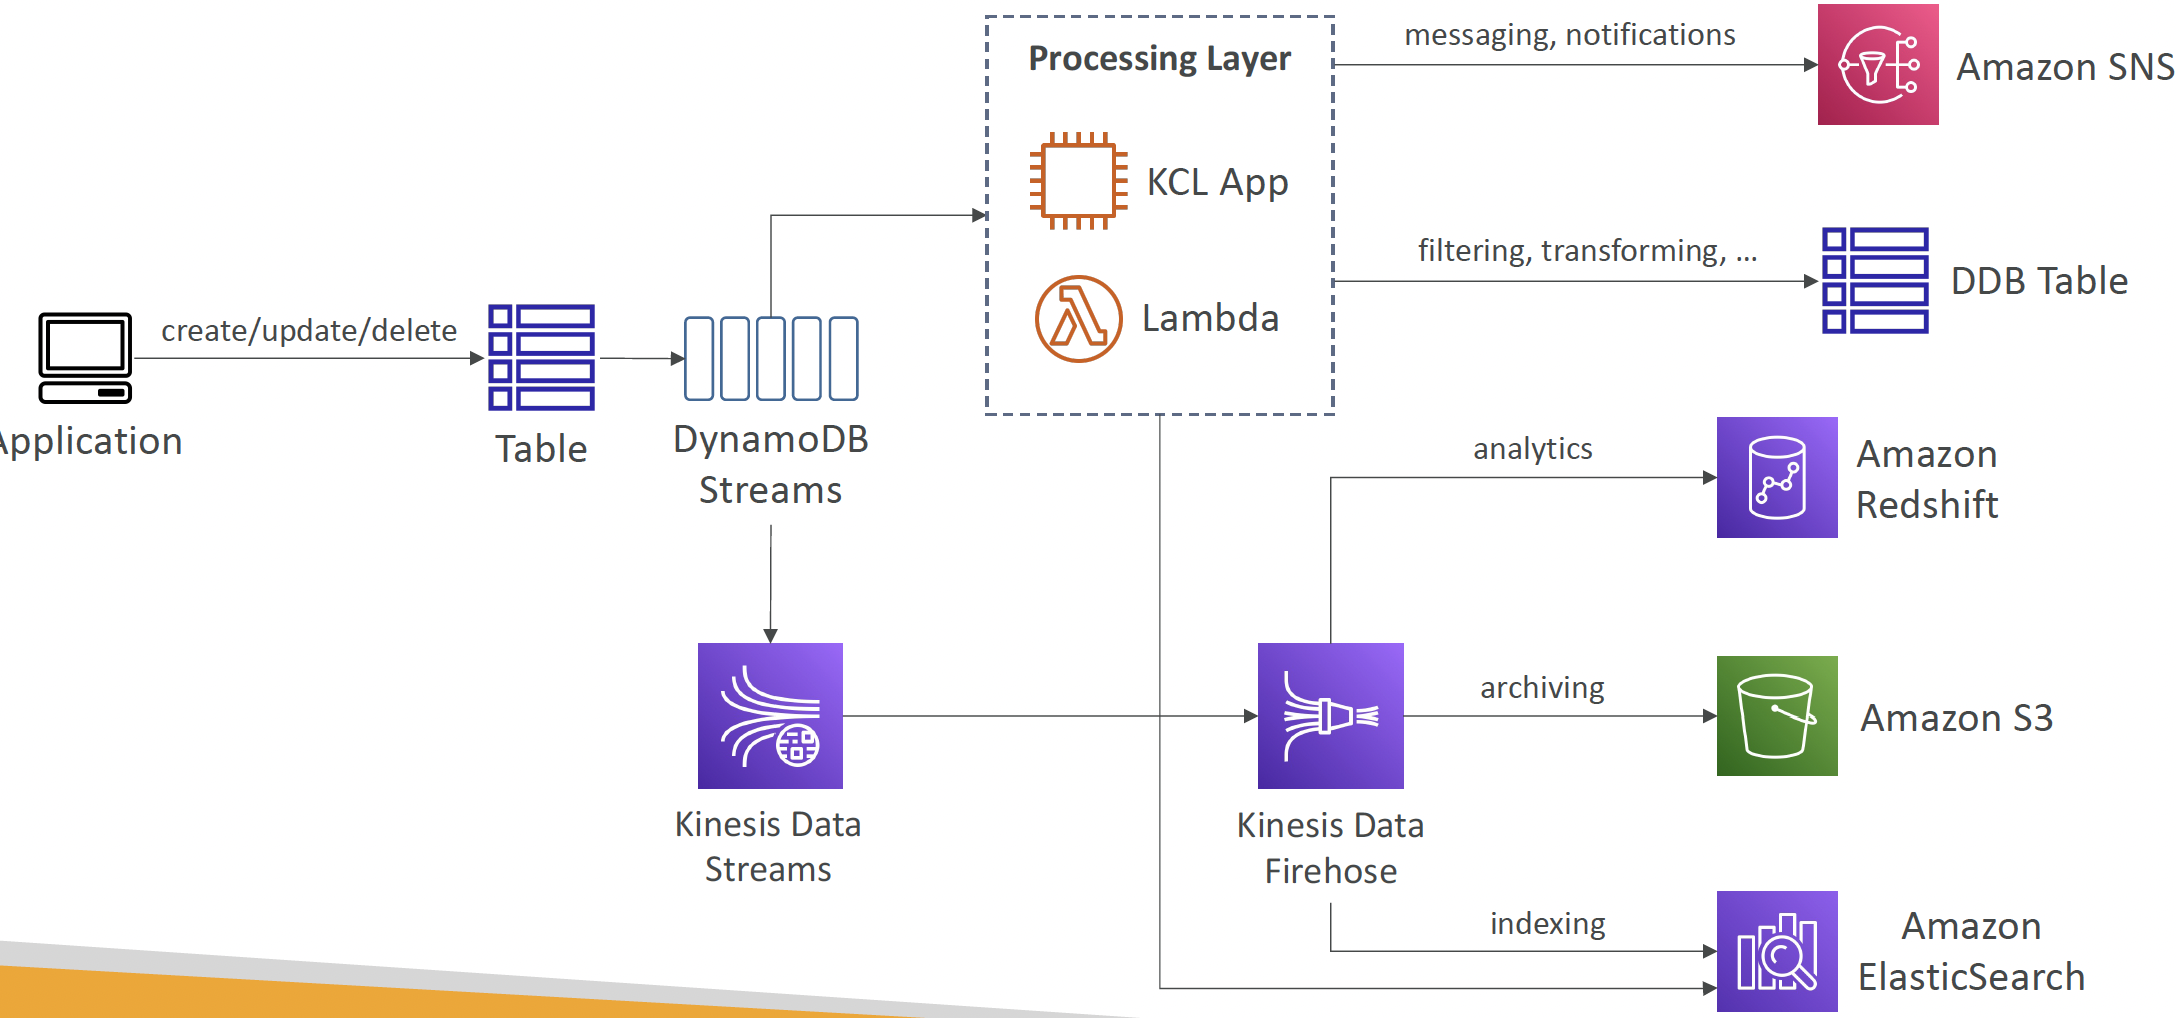 Processing Layer
KCL App
Lambda
messaging, notifications
Amazon SNS
filtering, transforming, ...
DDB Table
create/update/delete
Application
Table
DynamoDB
Streams
analytics
Amazon
Redshift
archiving
Amazon S3
Kinesis Data
Streams
Kinesis Data
Firehose
indexing
Amazon
ElasticSearch